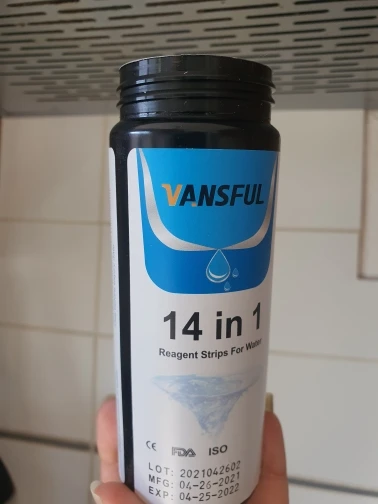 VANSFUL
14 in 1
Reagent Strips For Water
CE FDA ISO
LOT: 2021042602
MFG: 04-26-2021
EXP: 04-25-2022